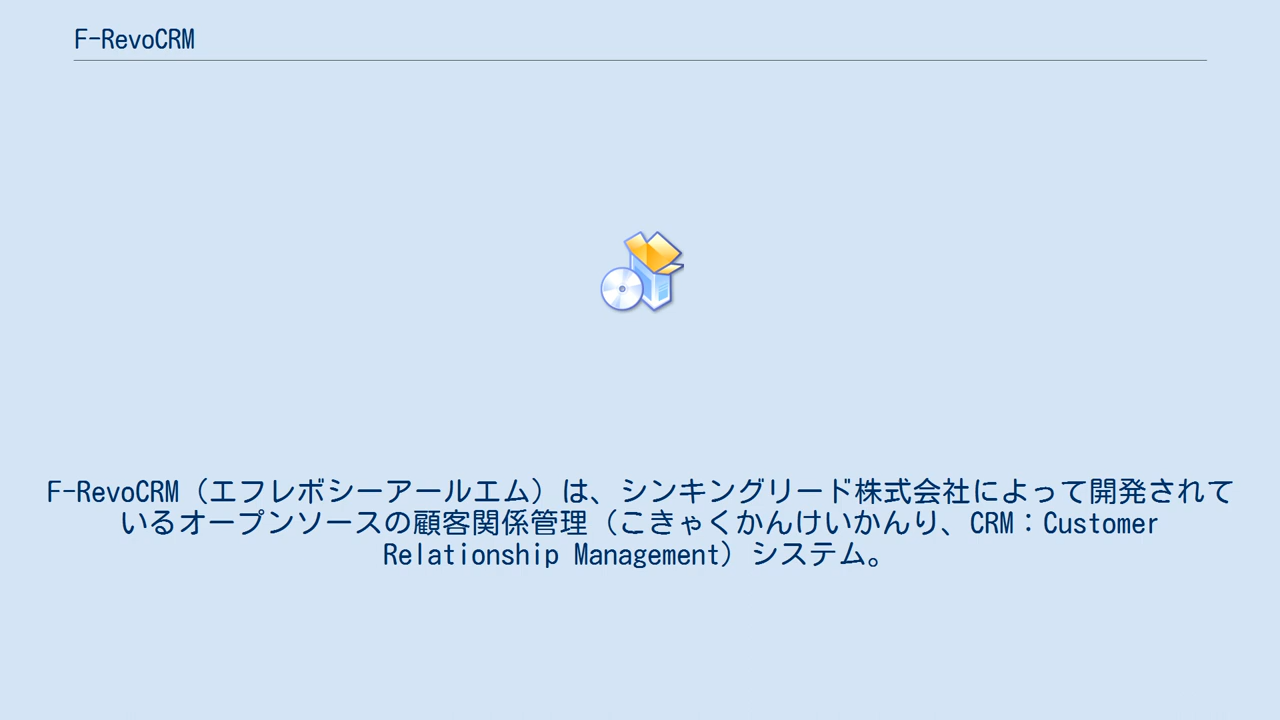 F-RevoCRM
F-RevoCRM（エフレボシーアールエム）は、シンキングリード株式会社によって開発されて
いるオープンソースの顧客関係管理（こきゃくかんけいかんり、CRM：Customer
Relationship Management）システム。